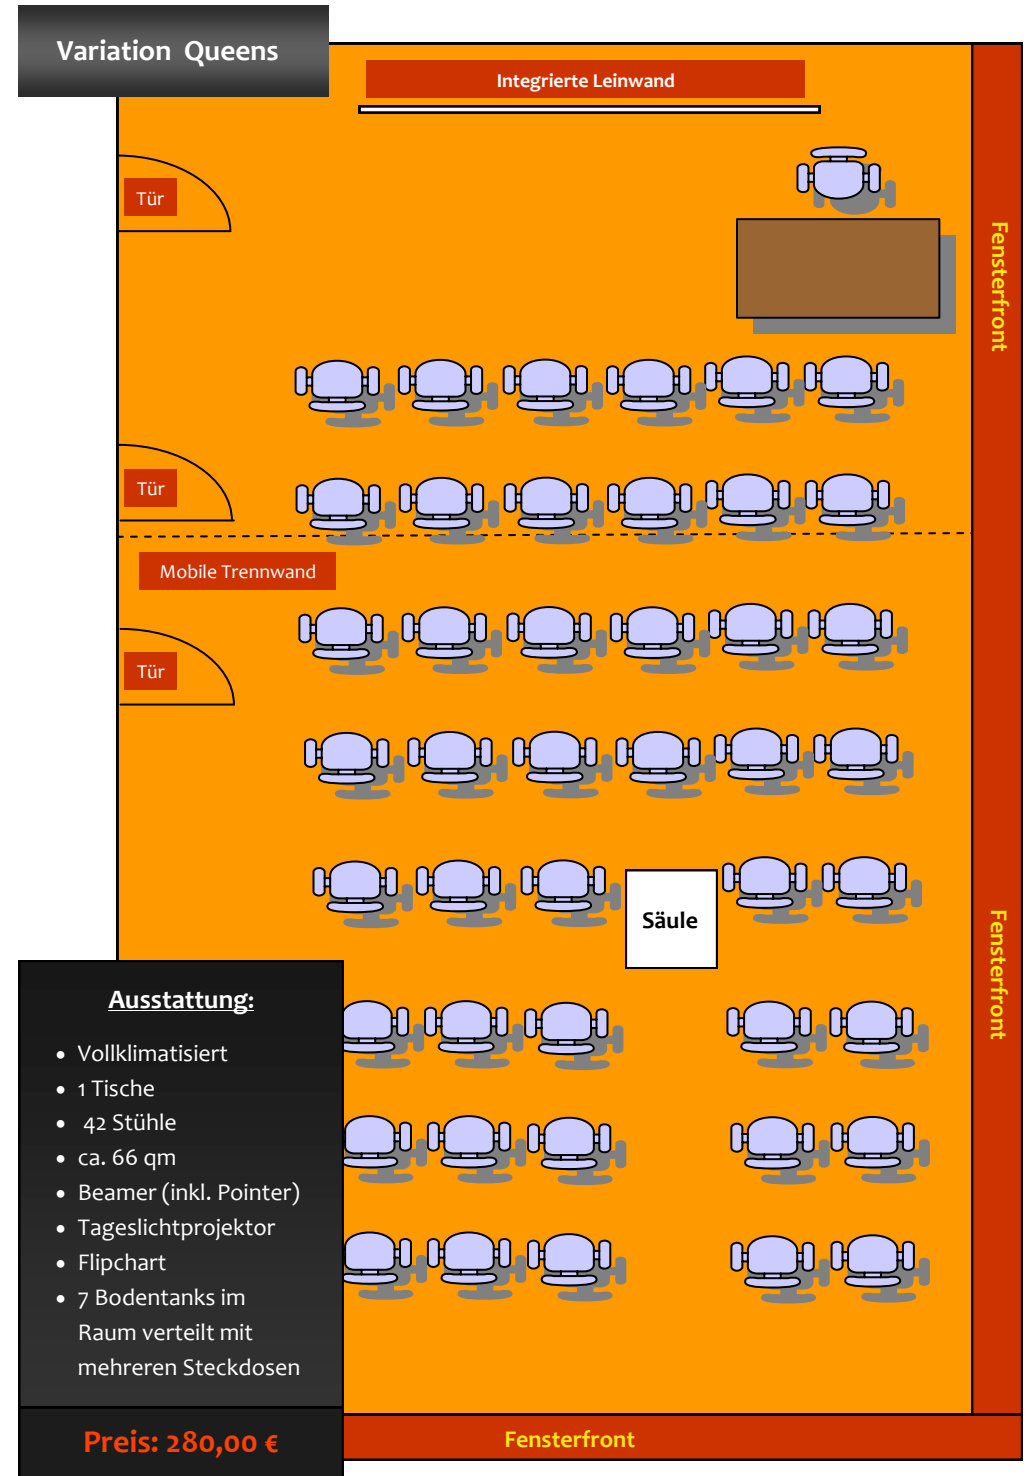 Variation Queens
Integrierte Leinwand
Tür
Fensterfront
Tür
Mobile Trennwand
Tür
Säule
Fensterfront
Ausstattung:
• Vollklimatisiert
• 1 Tische
• 42 Stühle
• ca. 66 qm
• Beamer (inkl. Pointer)
• Tageslichtprojektor
• Flipchart
• 7 Bodentanks im
Raum verteilt mit
mehreren Steckdosen
Preis: 280,00 €
Fensterfront